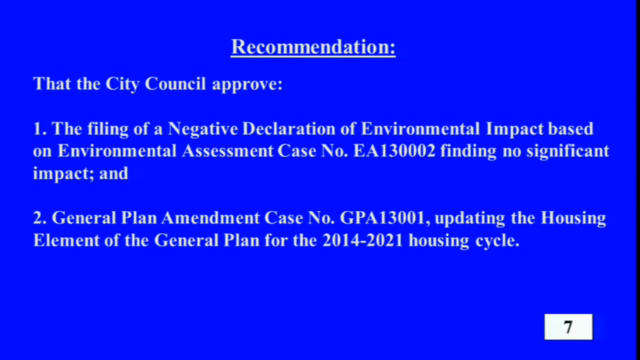 Recommendation:
That the City Council approve:
1. The filing of a Negative Declaration of Environmental Impact based
on Environmental Assessment Case No. EA130002 finding no significant
impact; and
2. General Plan Amendment Case No. GPA13001, updating the Housing
Element of the General Plan for the 2014-2021 housing cycle.
7